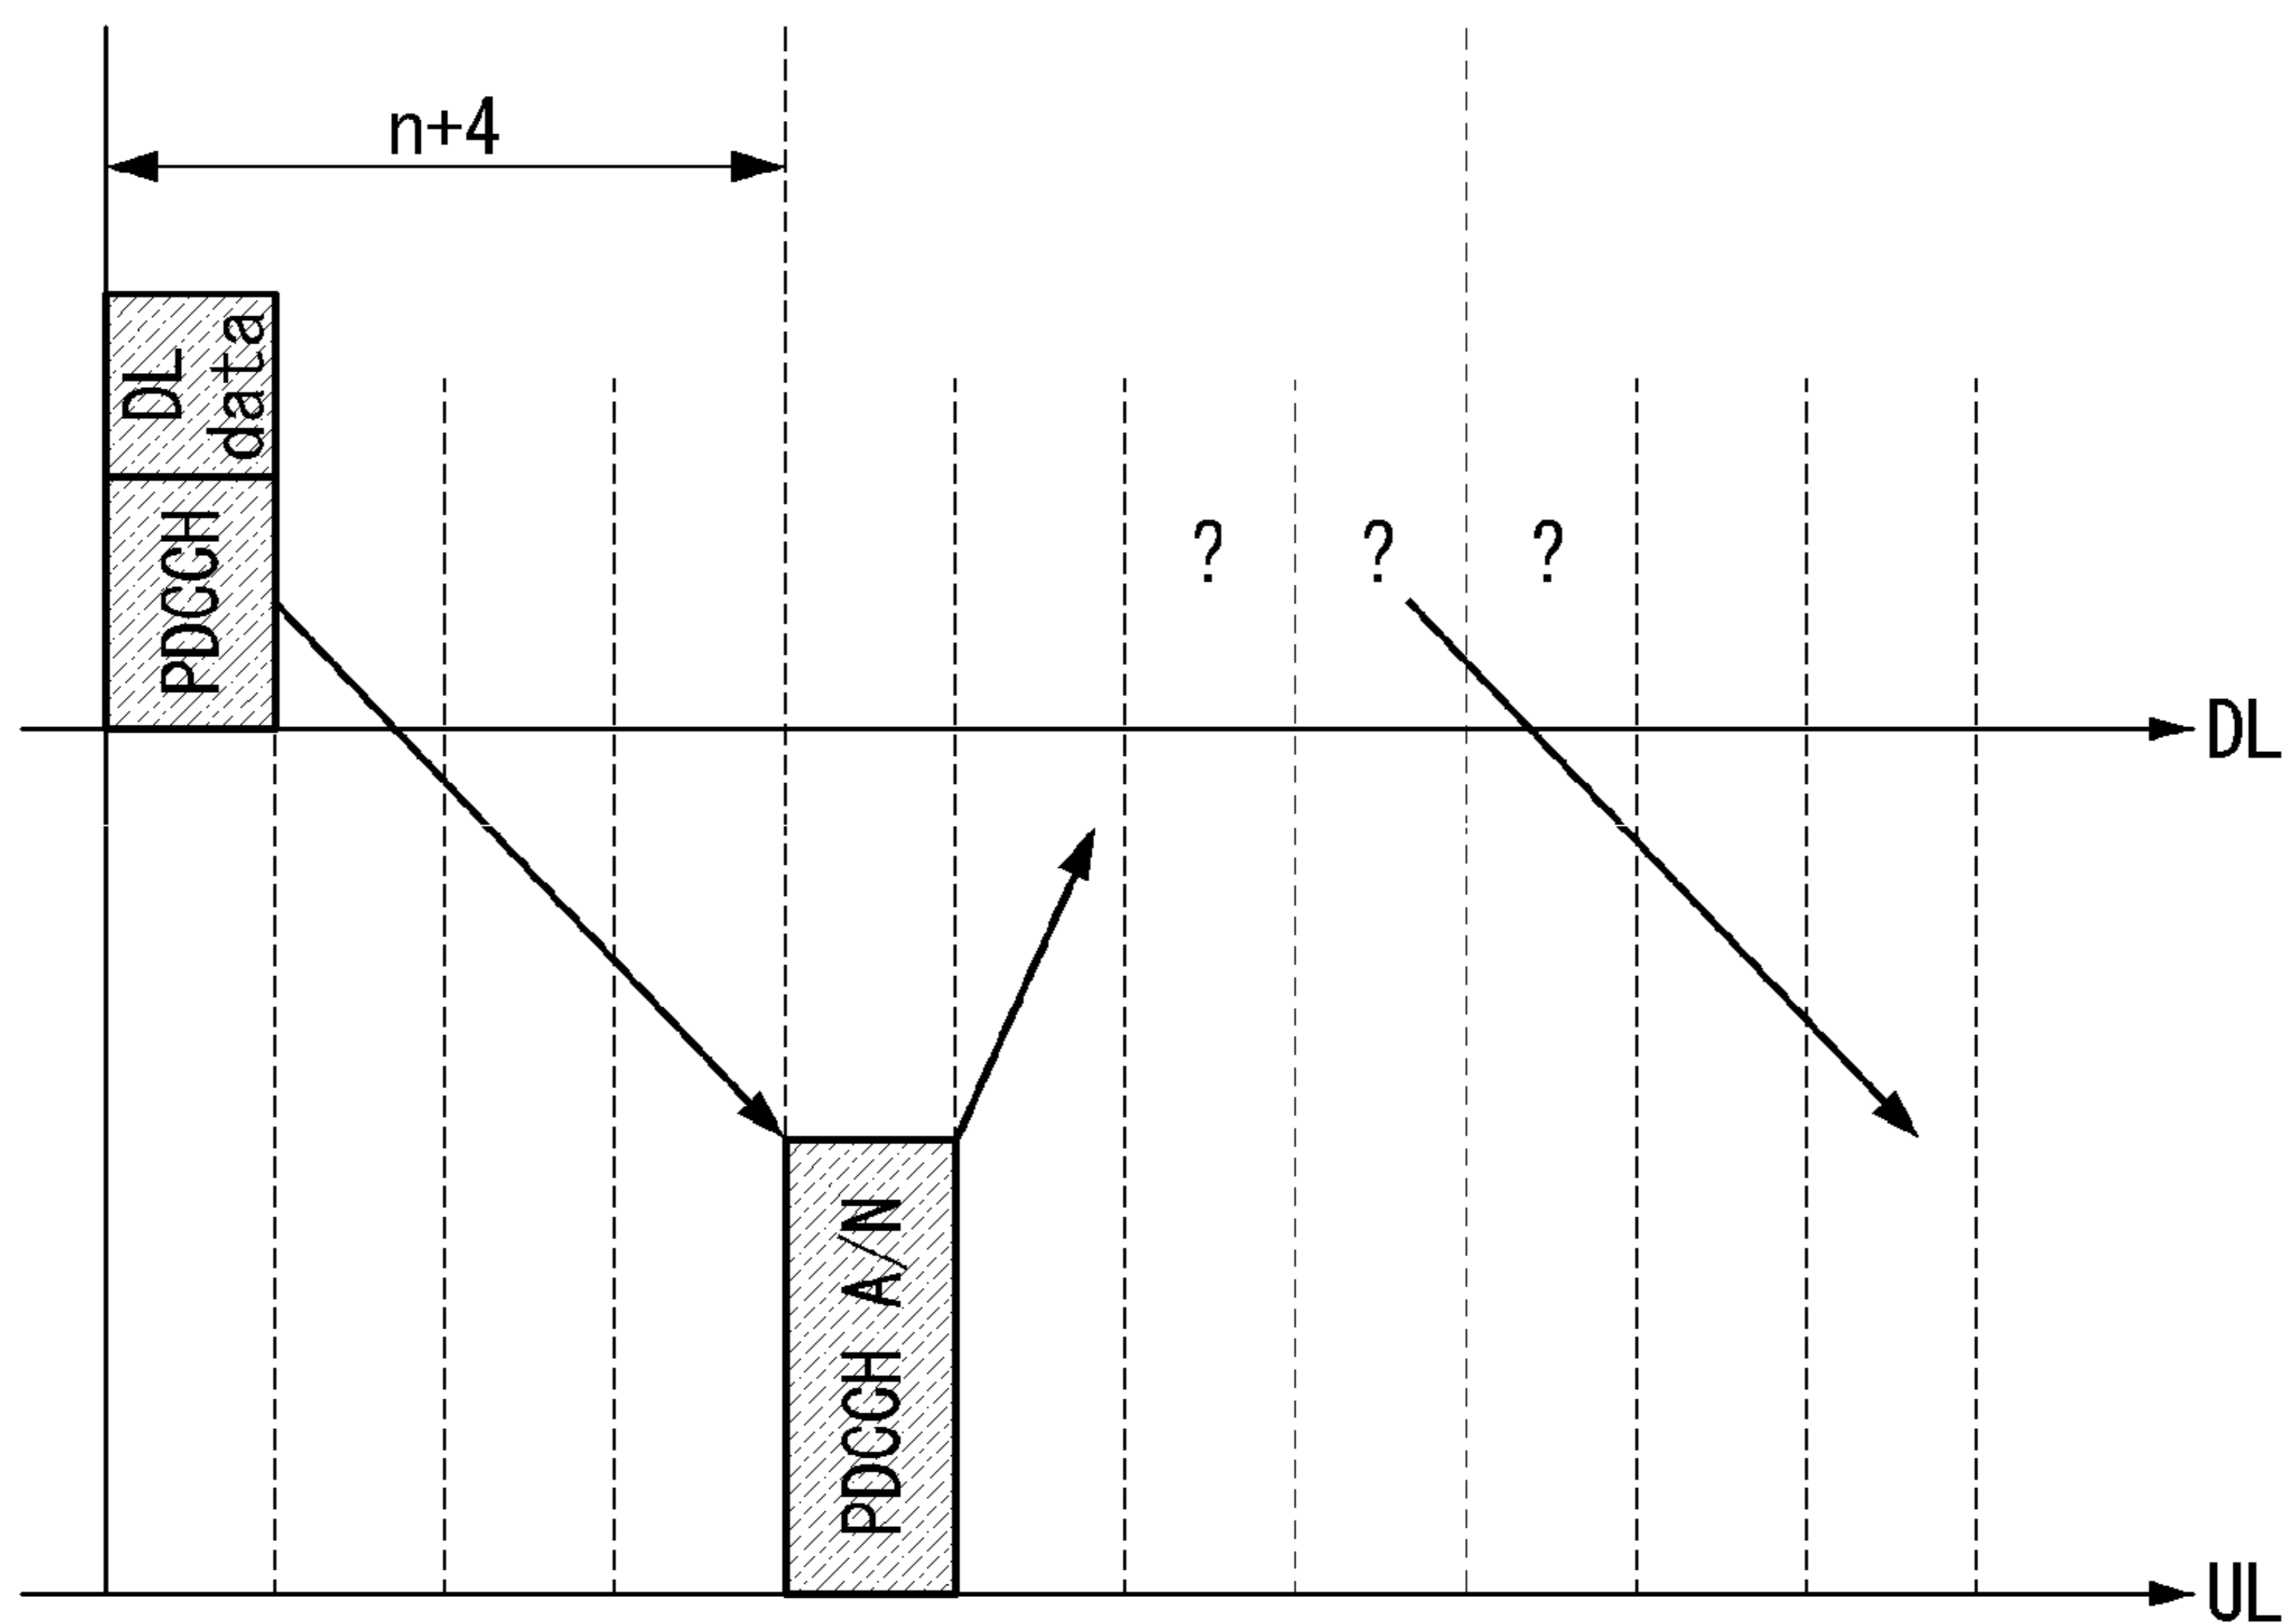 n+4
DL
data
PDCCH
? ? ?
DL
PDCCH A/N
UL